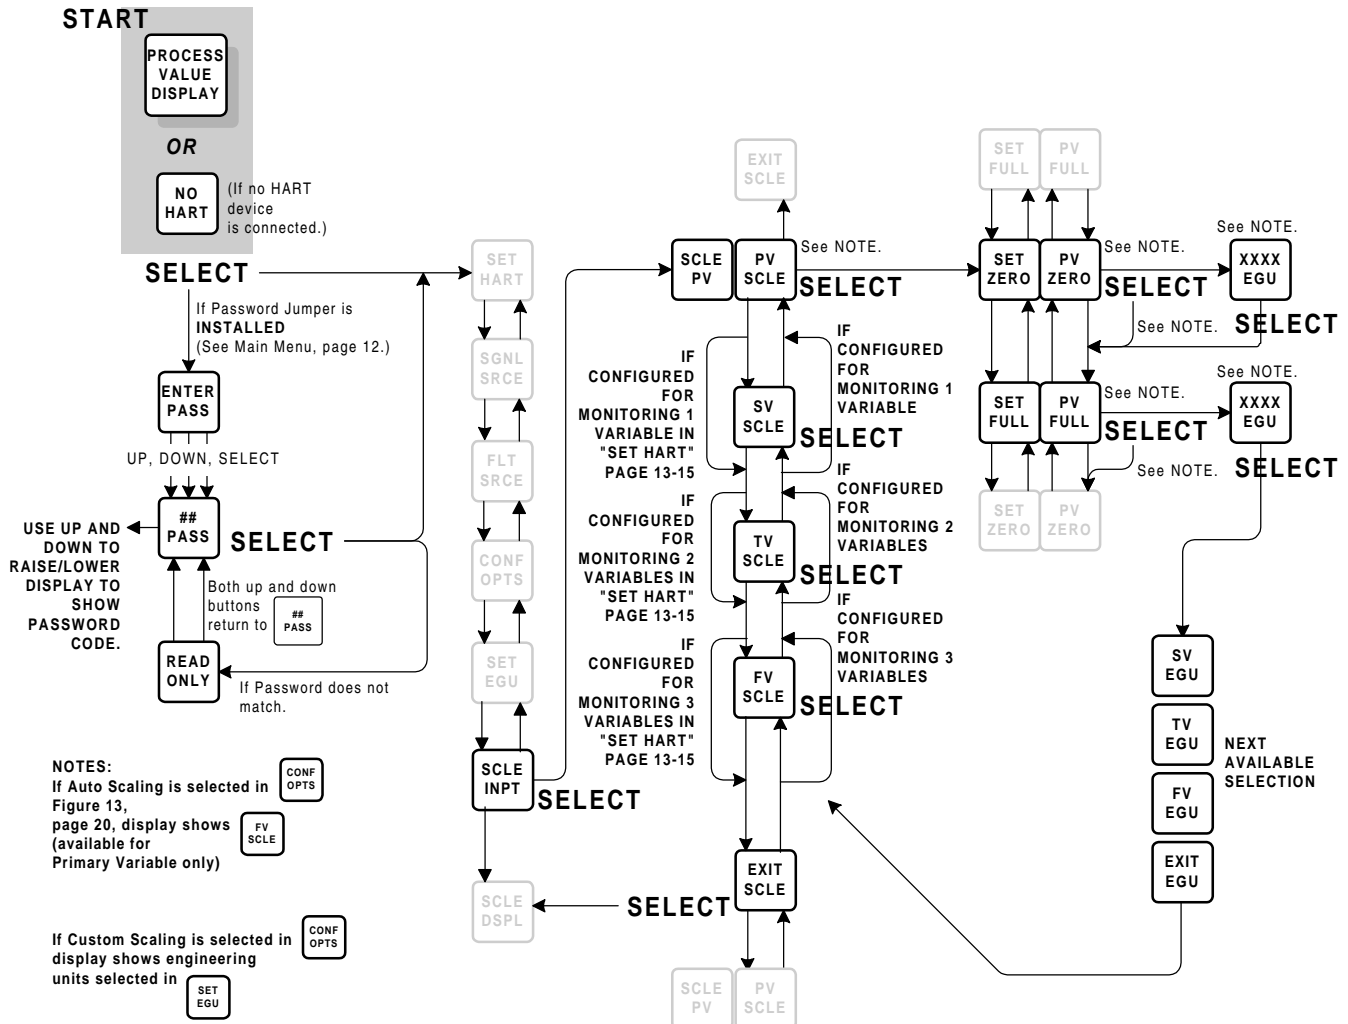 START
PROCESS
VALUE
DISPLAY
OR
NO
HART
(If no HART
device
is connected.)
SELECT
If Password Jumper is
INSTALLED
(See Main Menu, page 12.)
ENTER
PASS
UP, DOWN, SELECT
##
PASS
SELECT
USE UP AND
DOWN TO
RAISE/LOWER
DISPLAY TO
SHOW
PASSWORD
CODE.
Both up and down
buttons
return to
##
PASS
READ
ONLY
If Password does not
match.
NOTES:
If Auto Scaling is selected in
CONF
OPTS
Figure 13,
page 20, display shows
(available for
Primary Variable only)
FV
SCLE
If Custom Scaling is selected in
CONF
OPTS
display shows engineering
units selected in
SET
EGU
SET
HART
SGNL
SRCE
FLT
SRCE
CONF
OPTS
SET
EGU
SCLE
INPT
SELECT
SCLE
DSPL
SELECT
EXIT
SCLE
SCLE
PV
PV
SCLE
See NOTE.
SELECT
IF
CONFIGURED
FOR
MONITORING 1
VARIABLE IN
"SET HART"
PAGE 13-15
IF
CONFIGURED
FOR
MONITORING 1
VARIABLE
SV
SCLE
SELECT
IF
CONFIGURED
FOR
MONITORING 2
VARIABLES IN
"SET HART"
PAGE 13-15
IF
CONFIGURED
FOR
MONITORING 2
VARIABLES
TV
SCLE
SELECT
IF
CONFIGURED
FOR
MONITORING 3
VARIABLES IN
"SET HART"
PAGE 13-15
IF
CONFIGURED
FOR
MONITORING 3
VARIABLES
FV
SCLE
SELECT
EXIT
SCLE
SCLE
PV
PV
SCLE
SET
FULL
PV
FULL
SET
ZERO
PV
ZERO
See NOTE.
SELECT
See NOTE.
See NOTE.
XXXX
EGU
SELECT
SET
FULL
PV
FULL
See NOTE.
SELECT
See NOTE.
See NOTE.
XXXX
EGU
SELECT
SET
ZERO
PV
ZERO
SV
EGU
TV
EGU
FV
EGU
EXIT
EGU
NEXT
AVAILABLE
SELECTION